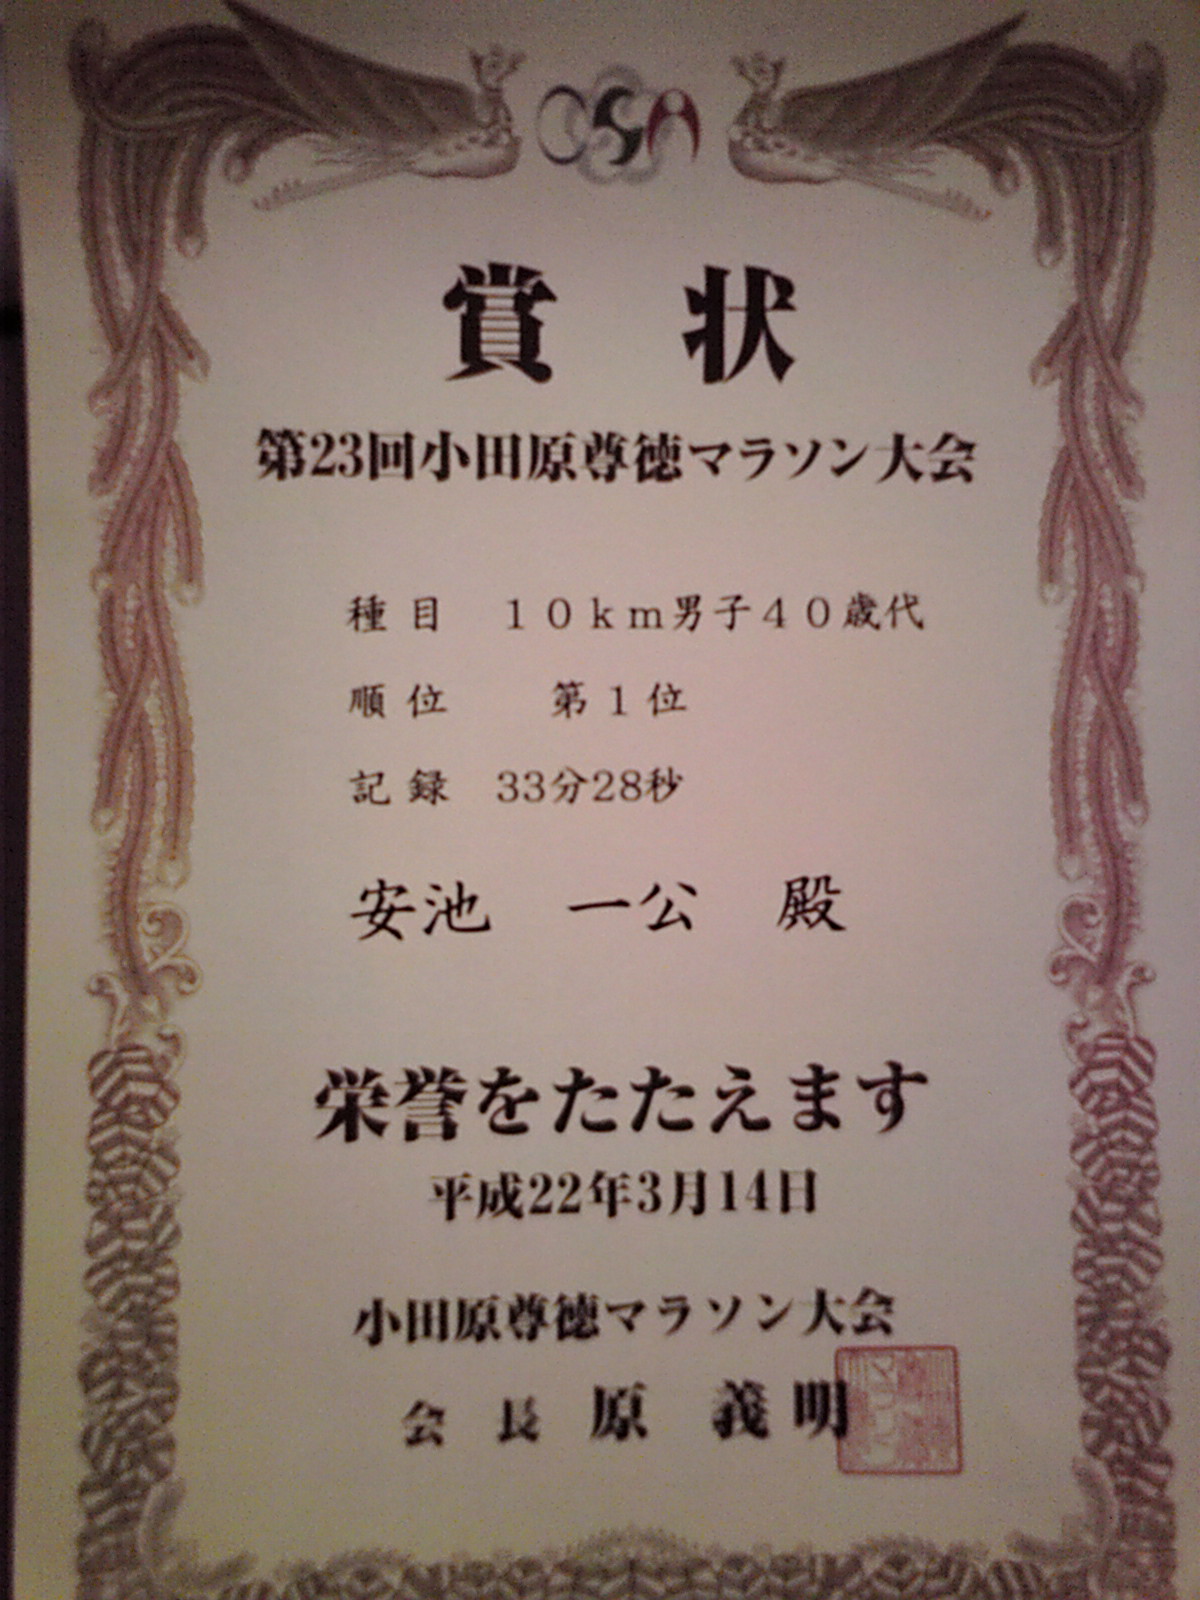 OSA
賞 状
第23回小田原尊徳マラソン大会
種目 10km男子40歳代
順位 第1位
記録 33分28秒
安池 一公 殿
栄誉をたたえます
平成22年3月14日
小田原尊徳マラソン大会
会長 原 義明